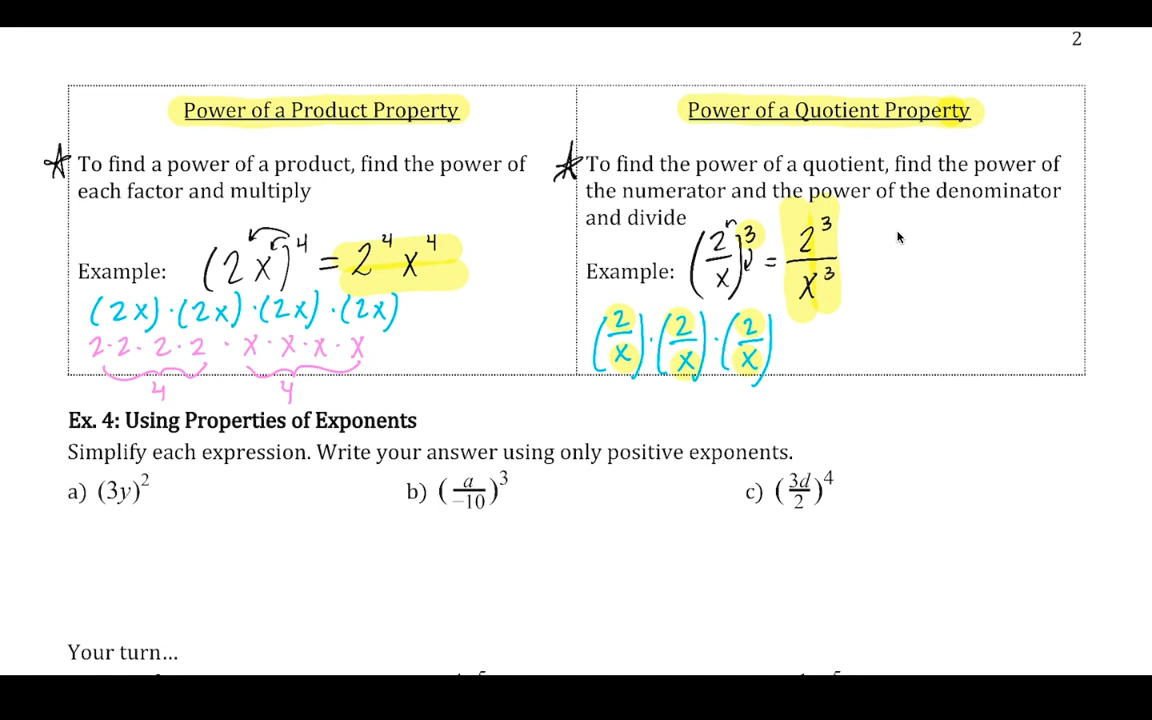 2
Power of a Product Property
To find a power of a product, find the power of
each factor and multiply
Example: (2x)⁴ = 2⁴ x⁴
(2x)·(2x)·(2x)·(2x)
2·2·2·2·x·x·x·x
4 4
Power of a Quotient Property
To find the power of a quotient, find the power of
the numerator and the power of the denominator
and divide
Example: (2/x)³ = 2³/x³
(2/x)·(2/x)·(2/x)
Ex. 4: Using Properties of Exponents
Simplify each expression. Write your answer using only positive exponents.
a) (3y)² b) (a/−10)³ c) (3d/2)⁴
Your turn…